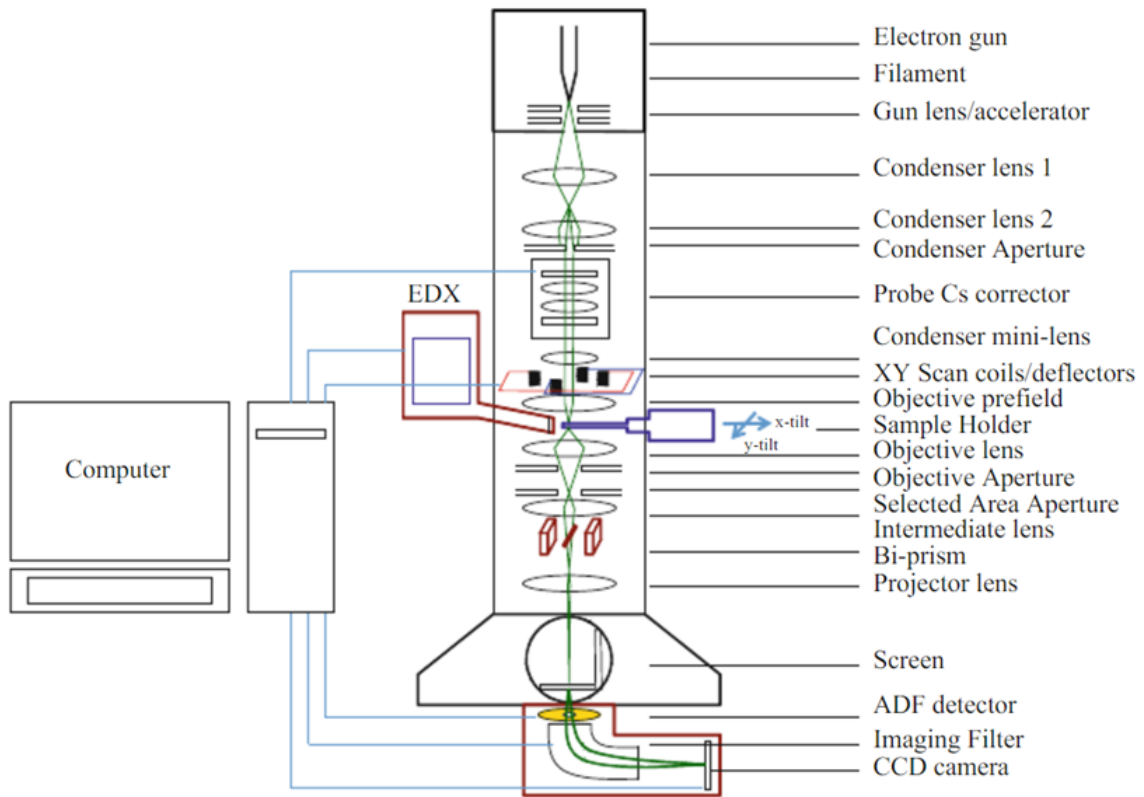 Electron gun
Filament
Gun lens/accelerator
Condenser lens 1
Condenser lens 2
Condenser Aperture
EDX
Probe Cs corrector
Condenser mini-lens
XY Scan coils/deflectors
Objective prefield
x-tilt
Sample Holder
y-tilt
Objective lens
Computer
Objective Aperture
Selected Area Aperture
Intermediate lens
Bi-prism
Projector lens
Screen
ADF detector
Imaging Filter
CCD camera